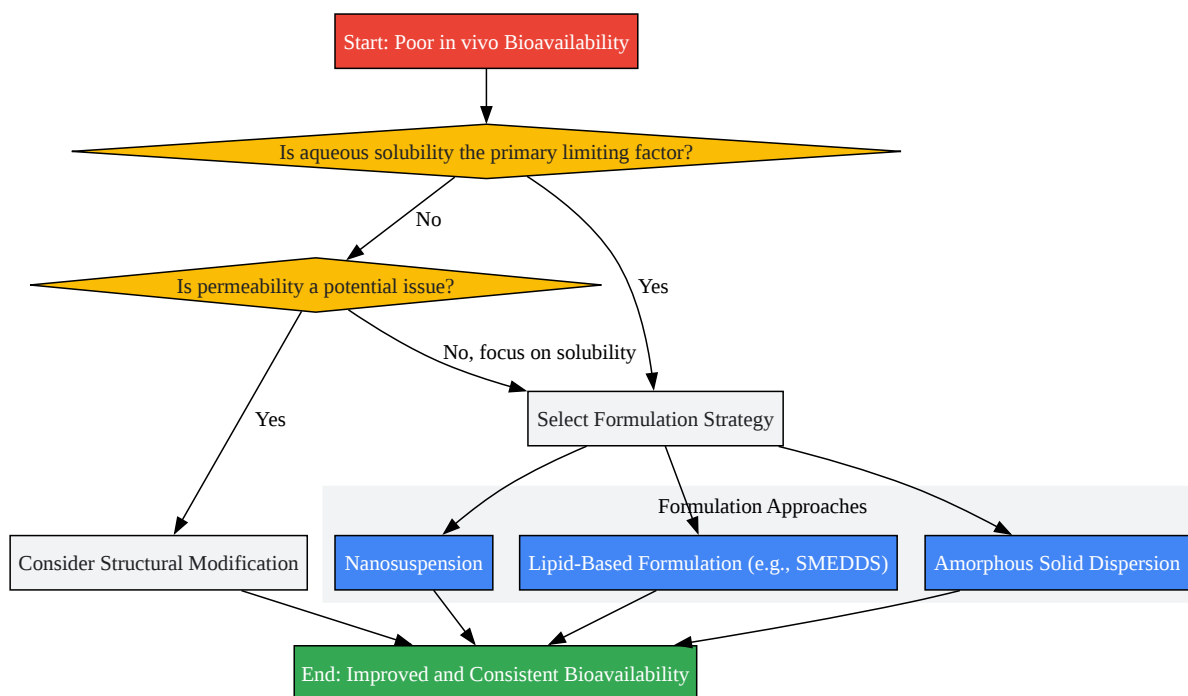 Start: Poor in vivo Bioavailability
Is aqueous solubility the primary limiting factor?
No
Is permeability a potential issue?
Yes
No, focus on solubility
Yes
Select Formulation Strategy
Formulation Approaches
Consider Structural Modification
Nanosuspension
Lipid-Based Formulation (e.g., SMEDDS)
Amorphous Solid Dispersion
End: Improved and Consistent Bioavailability